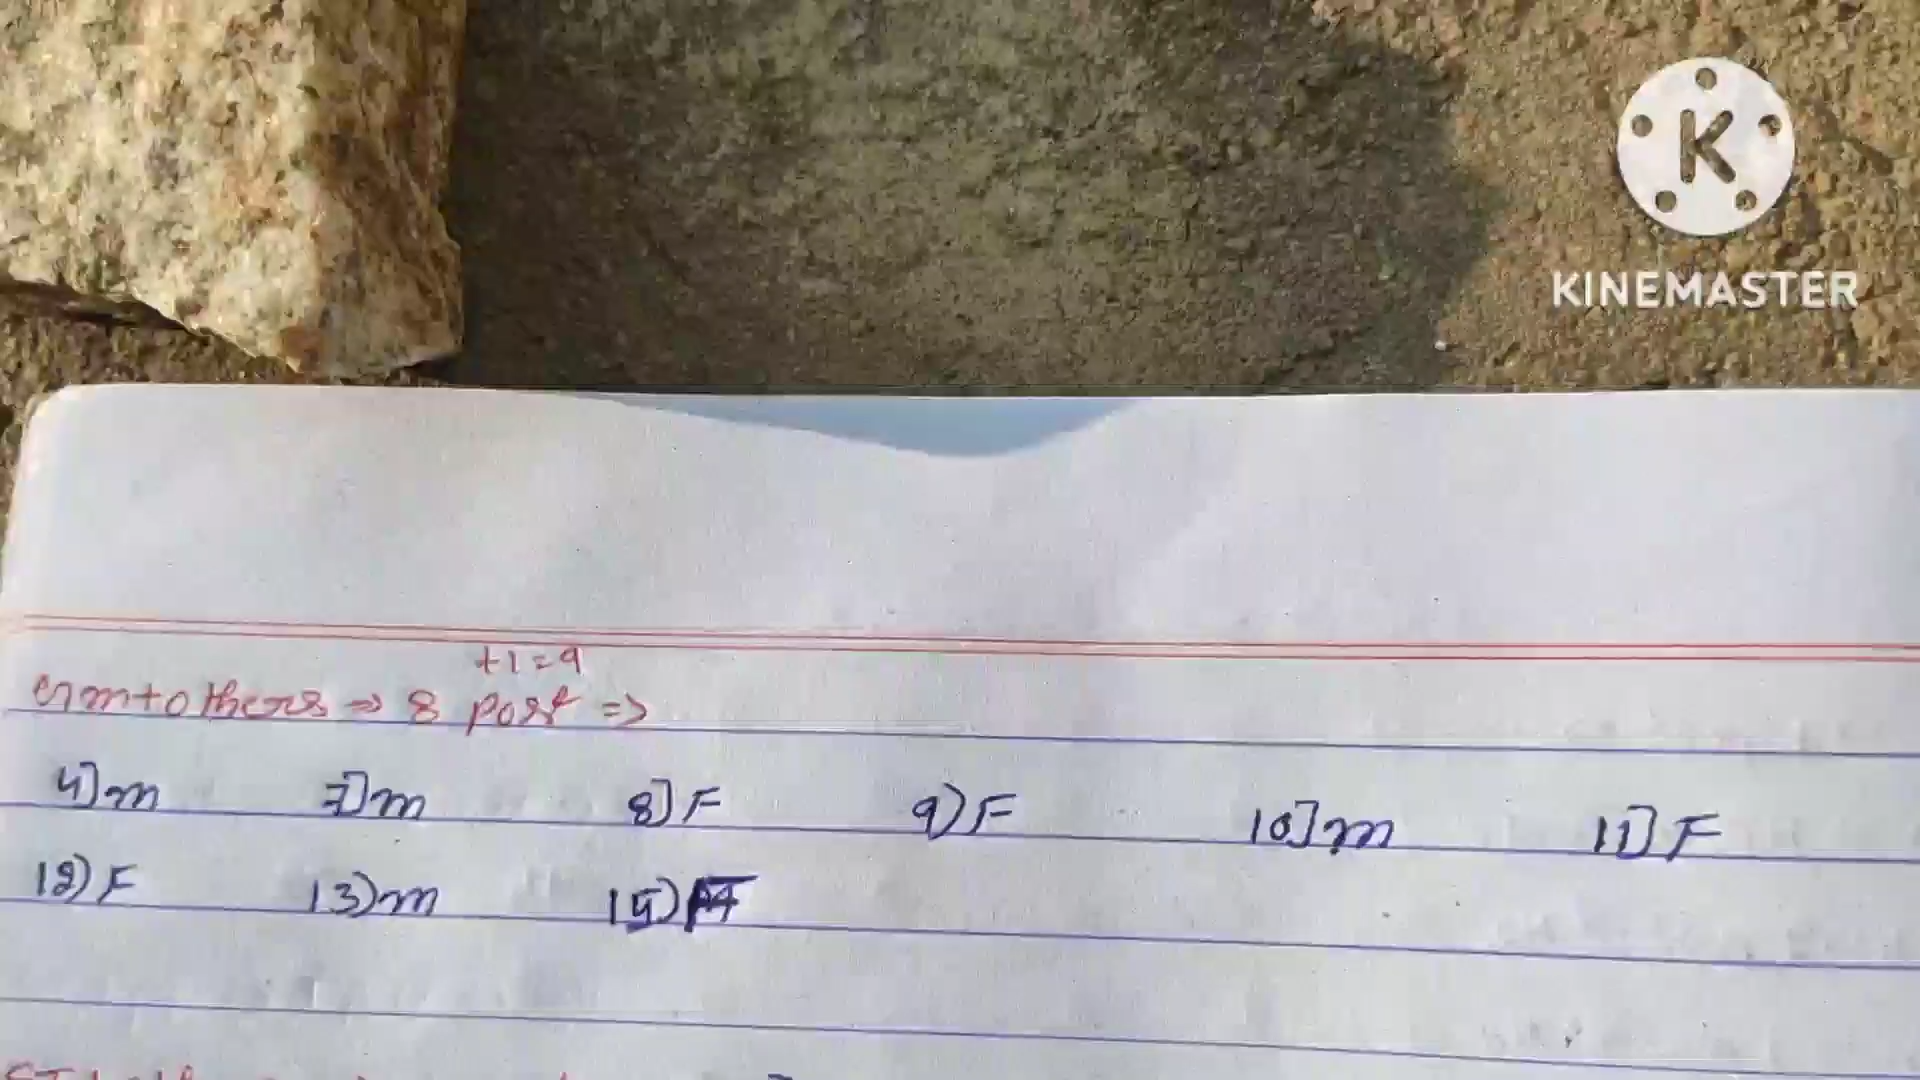 KINEMASTER
+1=9
Gm+others => 8 post =>
4)m 7)m 8)F 9)F 10)m 11)F
12)F 13)m 15)F